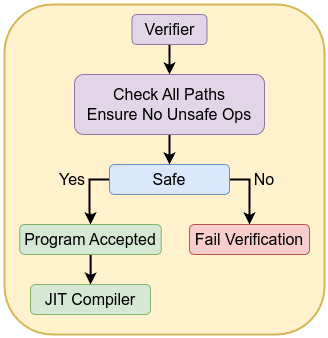 Verifier
Check All Paths
Ensure No Unsafe Ops
Safe
Yes
No
Program Accepted
Fail Verification
JIT Compiler